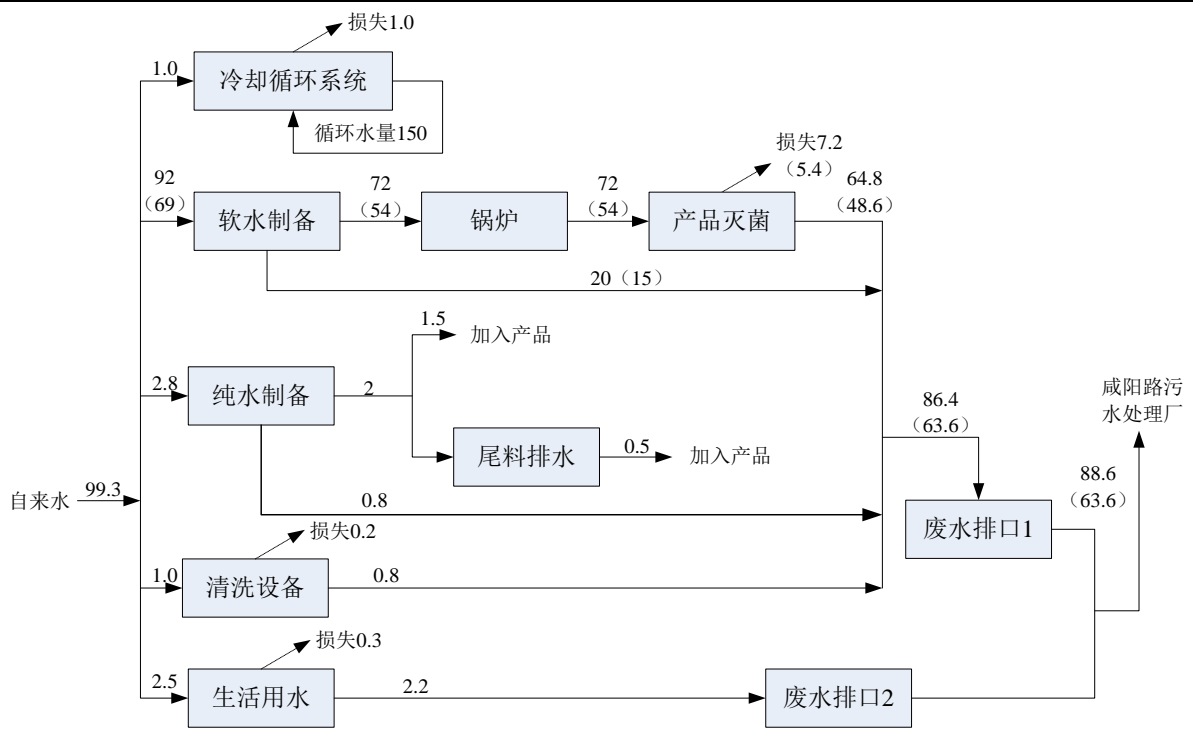 损失1.0
1.0
冷却循环系统
循环水量150
92
（69）
软水制备
72
（54）
锅炉
72
（54）
产品灭菌
损失7.2
（5.4）
64.8
（48.6）
20（15）
1.5
加入产品
2.8
纯水制备
2
尾料排水
0.5
加入产品
0.8
自来水
99.3
86.4
（63.6）
废水排口1
咸阳路污
水处理厂
88.6
（63.6）
损失0.2
1.0
清洗设备
0.8
损失0.3
2.5
生活用水
2.2
废水排口2